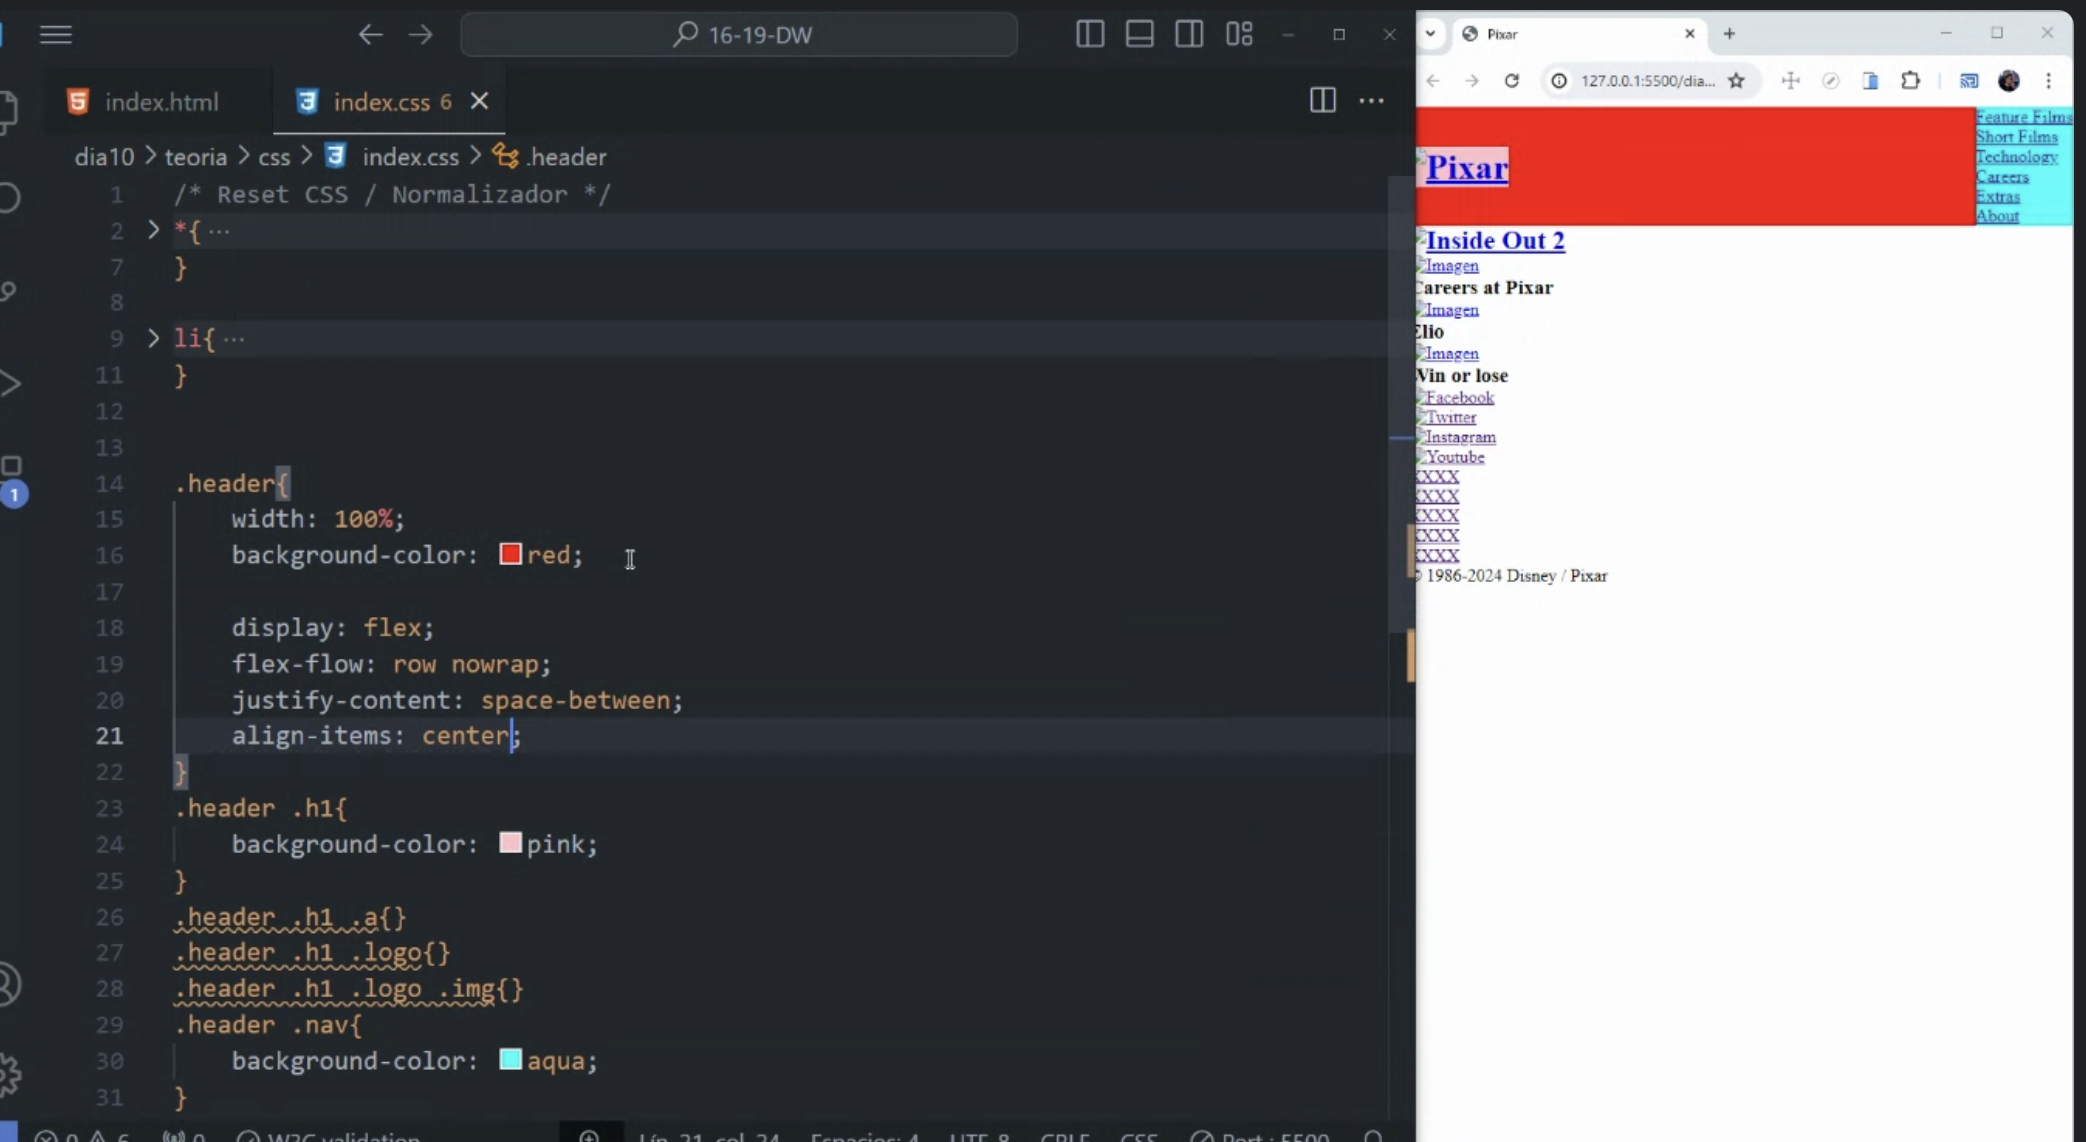 16-19-DW
index.html
index.css 6
dia10 > teoria > css > index.css > .header
1 /* Reset CSS / Normalizador */
2 *{ ···
7 }
8
9 li{ ···
11 }
12
13
14 .header{
15 width: 100%;
16 background-color: red;
17
18 display: flex;
19 flex-flow: row nowrap;
20 justify-content: space-between;
21 align-items: center;
22 }
23 .header .h1{
24 background-color: pink;
25 }
26 .header .h1 .a{}
27 .header .h1 .logo{}
28 .header .h1 .logo .img{}
29 .header .nav{
30 background-color: aqua;
31 }
1
0 6 0 W3C validation Lín. 21, col. 24 Espacios: 4 UTF-8 CRLF CSS Port : 5500
Pixar
127.0.0.1:5500/dia...
Pixar
Feature Films
Short Films
Technology
Careers
Extras
About
Inside Out 2
Imagen
Careers at Pixar
Imagen
Elio
Imagen
Win or lose
Facebook
Twitter
Instagram
Youtube
XXXX
XXXX
XXXX
XXXX
XXXX
© 1986-2024 Disney / Pixar